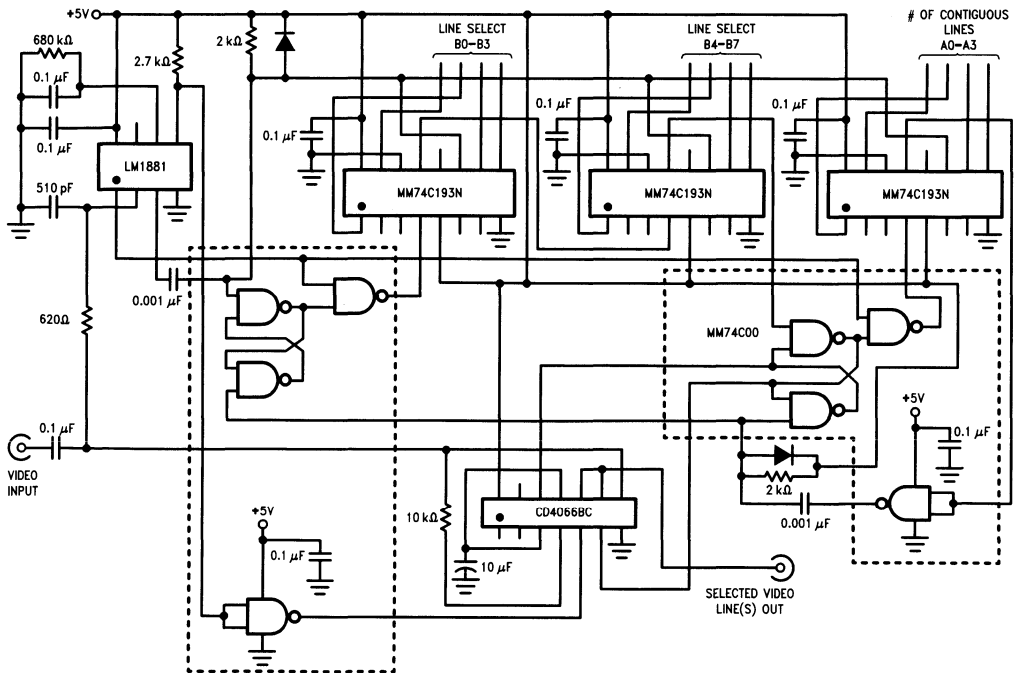 +5V
680 kΩ
0.1 µF
0.1 µF
510 pF
2.7 kΩ
2 kΩ
LM1881
LINE SELECT
B0–B3
LINE SELECT
B4–B7
# OF CONTIGUOUS
LINES
A0–A3
0.1 µF
0.1 µF
0.1 µF
MM74C193N
MM74C193N
MM74C193N
0.001 µF
620Ω
MM74C00
0.1 µF
VIDEO
INPUT
+5V
0.1 µF
2 kΩ
0.001 µF
10 kΩ
CD4066BC
10 µF
+5V
0.1 µF
SELECTED VIDEO
LINE(S) OUT